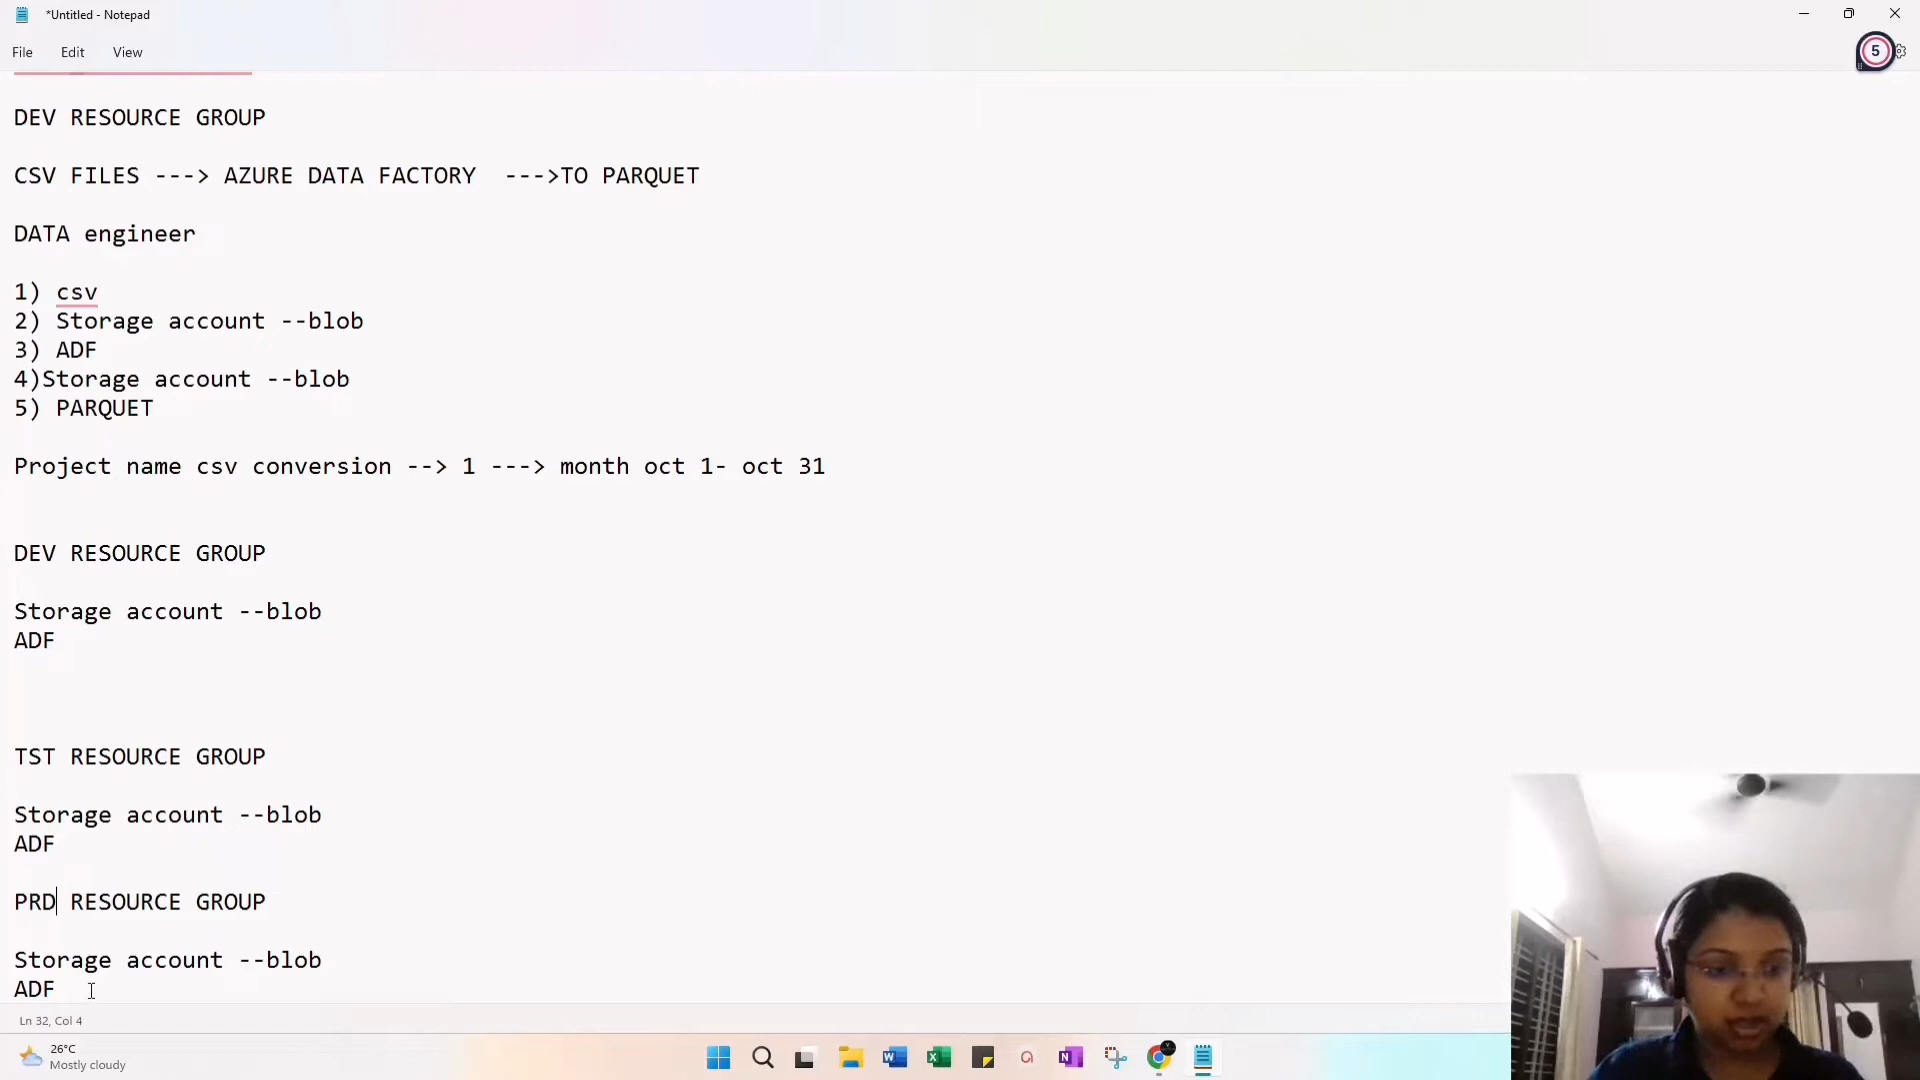 *Untitled - Notepad
File Edit View
5
DEV RESOURCE GROUP
CSV FILES ---> AZURE DATA FACTORY  --->TO PARQUET
DATA engineer
1) csv
2) Storage account --blob
3) ADF
4)Storage account --blob
5) PARQUET
Project name csv conversion --> 1 ---> month oct 1- oct 31
DEV RESOURCE GROUP
Storage account --blob
ADF
TST RESOURCE GROUP
Storage account --blob
ADF
PRD RESOURCE GROUP
Storage account --blob
ADF
Ln 32, Col 4
26°C
Mostly cloudy